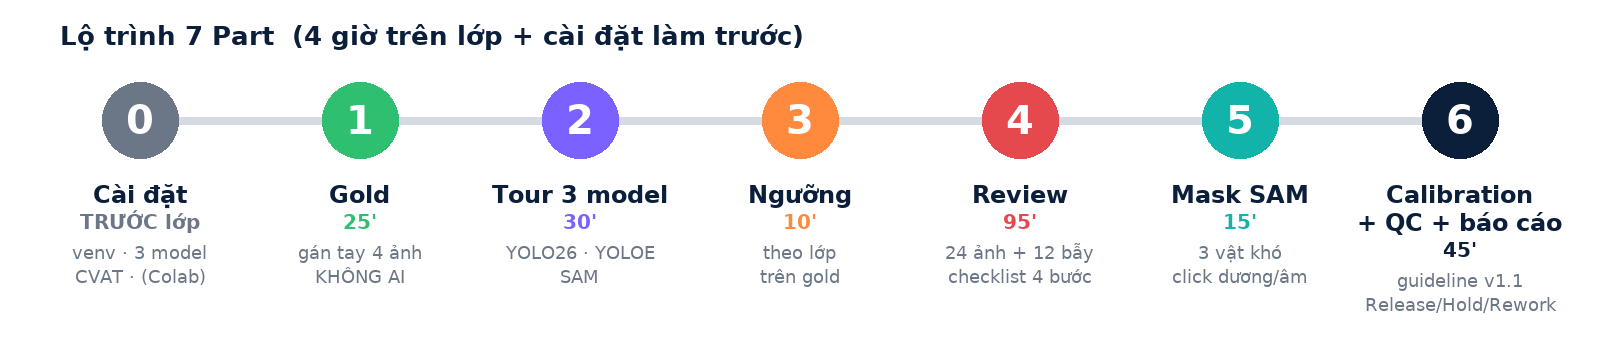 Lộ trình 7 Part (4 giờ trên lớp + cài đặt làm trước)
0
Cài đặt
TRƯỚC lớp
venv · 3 model
CVAT · (Colab)
1
Gold
25'
gán tay 4 ảnh
KHÔNG AI
2
Tour 3 model
30'
YOLO26 · YOLOE
SAM
3
Ngưỡng
10'
theo lớp
trên gold
4
Review
95'
24 ảnh + 12 bẫy
checklist 4 bước
5
Mask SAM
15'
3 vật khó
click dương/âm
6
Calibration
+ QC + báo cáo
45'
guideline v1.1
Release/Hold/Rework